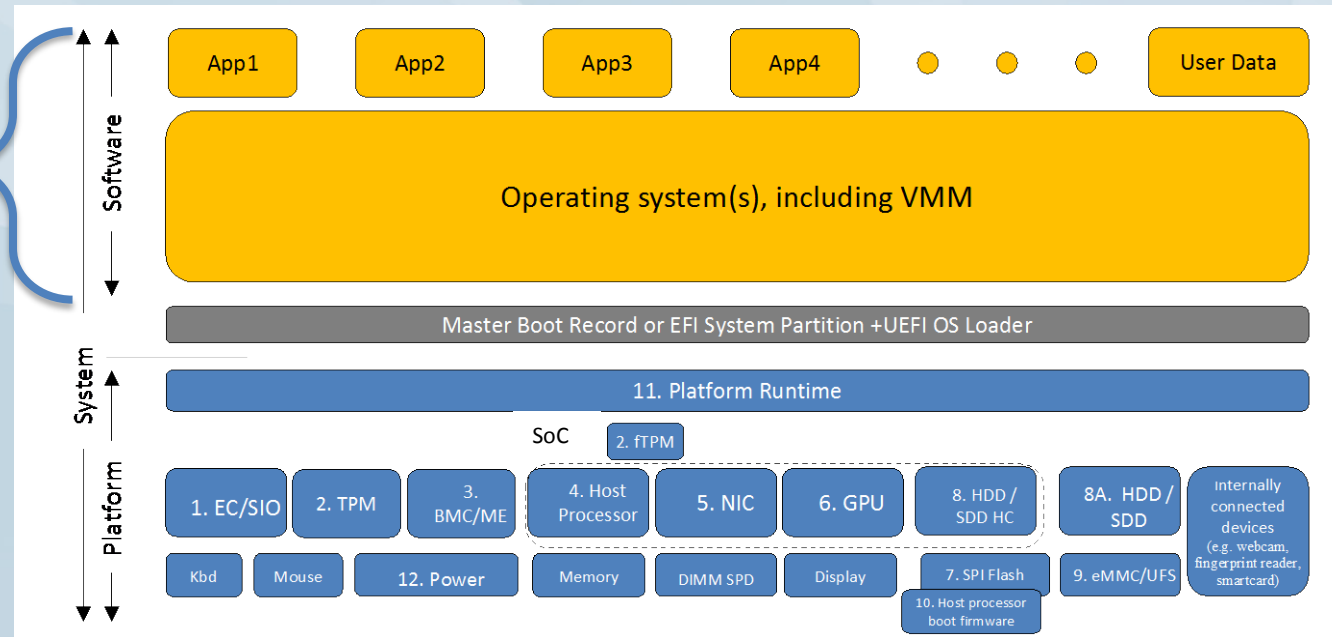 App1
App2
App3
App4
User Data
Software
Operating system(s), including VMM
Master Boot Record or EFI System Partition +UEFI OS Loader
System
11. Platform Runtime
SoC
2. fTPM
Platform
1. EC/SIO
2. TPM
3.
BMC/ME
4. Host
Processor
5. NIC
6. GPU
8. HDD /
SDD HC
8A. HDD /
SDD
Internally
connected
devices
(e.g. webcam,
fingerprint reader,
smartcard)
Kbd
Mouse
12. Power
Memory
DIMM SPD
Display
7. SPI Flash
9. eMMC/UFS
10. Host processor
boot firmware